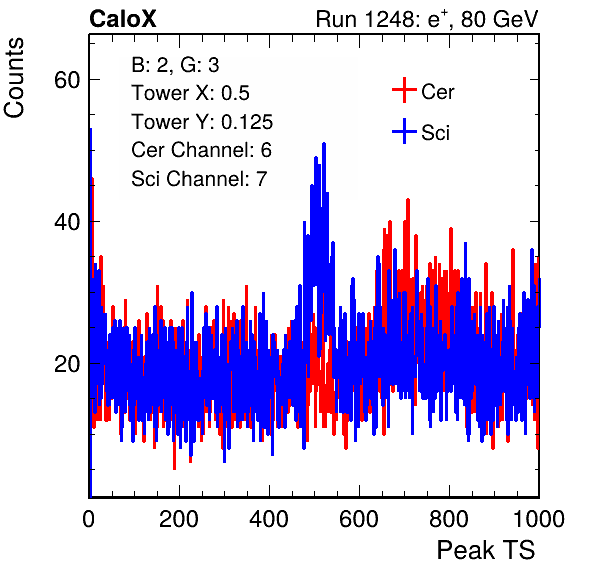 CaloX Run 1248: e+, 80 GeV
Counts
60
40
20
B: 2, G: 3
Tower X: 0.5
Tower Y: 0.125
Cer Channel: 6
Sci Channel: 7
Cer
Sci
0 200 400 600 800 1000
Peak TS